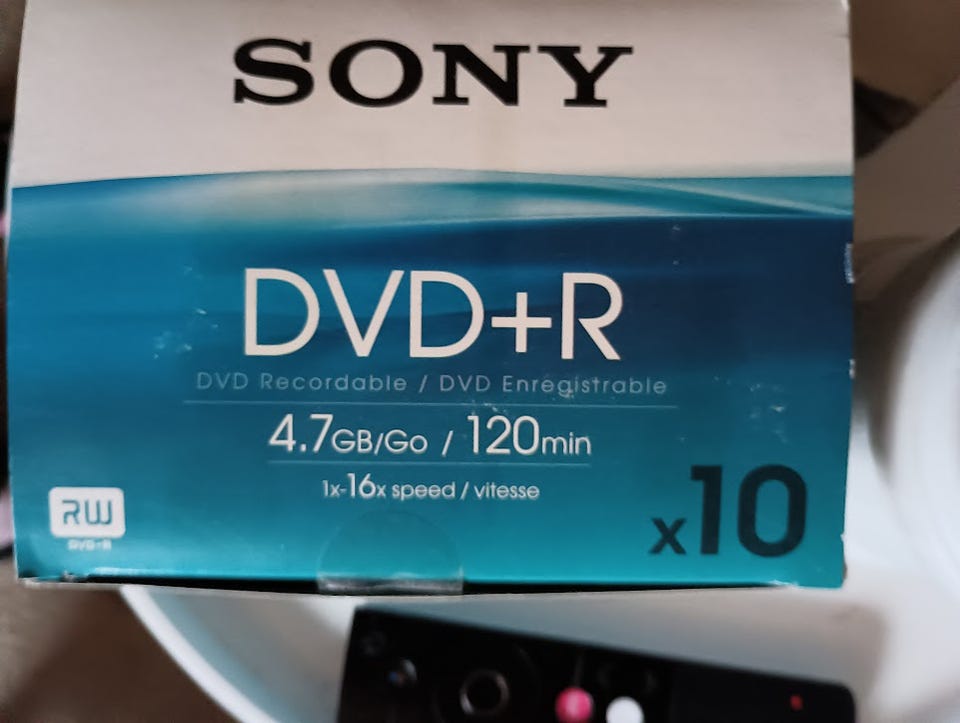 SONY
DVD+R
DVD Recordable / DVD Enregistrable
4.7GB/Go / 120min
1x-16x speed / vitesse
x10
RW
DVD+R